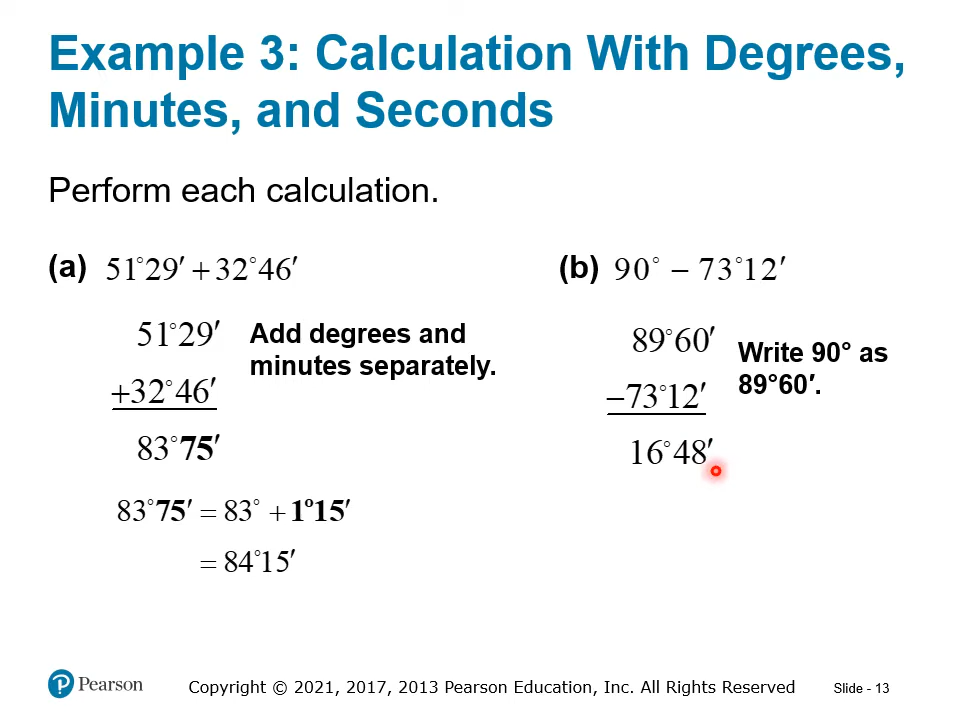 Example 3: Calculation With Degrees,
Minutes, and Seconds
Perform each calculation.
(a) 51°29′ + 32°46′
51°29′
Add degrees and
minutes separately.
+32°46′
83°75′
83°75′ = 83° + 1°15′
= 84°15′
(b) 90° − 73°12′
89°60′
Write 90° as
89°60′.
−73°12′
16°48′
Pearson
Copyright © 2021, 2017, 2013 Pearson Education, Inc. All Rights Reserved
Slide - 13